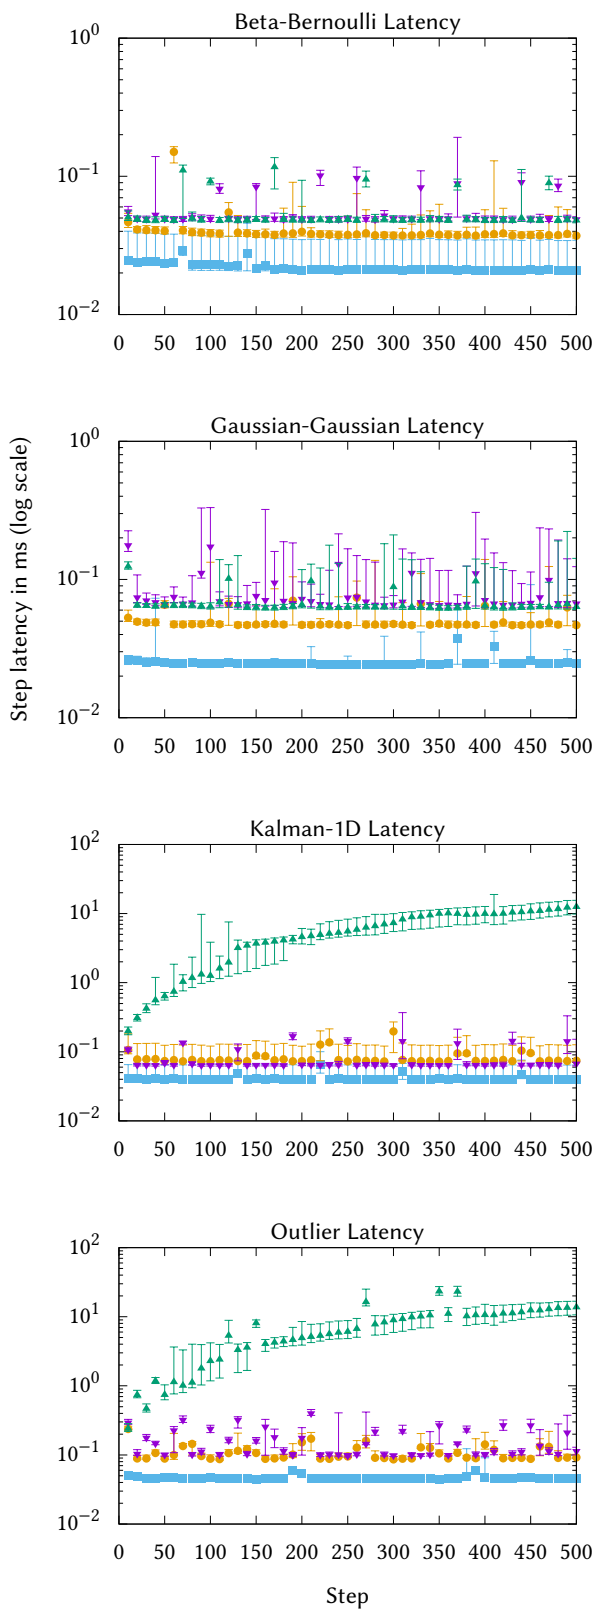 Beta-Bernoulli Latency
10^0
10^-1
10^-2
0 50 100 150 200 250 300 350 400 450 500
Gaussian-Gaussian Latency
10^0
10^-1
10^-2
0 50 100 150 200 250 300 350 400 450 500
Step latency in ms (log scale)
Kalman-1D Latency
10^2
10^1
10^0
10^-1
10^-2
0 50 100 150 200 250 300 350 400 450 500
Outlier Latency
10^2
10^1
10^0
10^-1
10^-2
0 50 100 150 200 250 300 350 400 450 500
Step